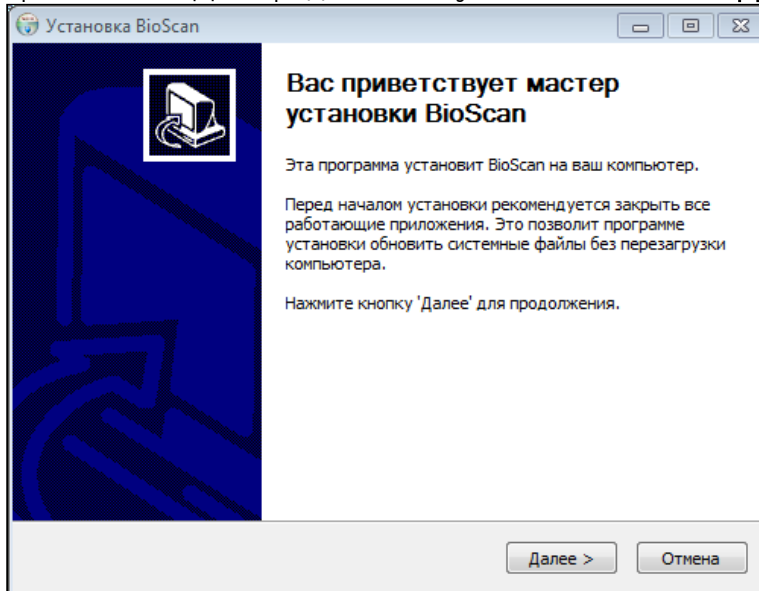 Установка BioScan
Вас приветствует мастер
установки BioScan
Эта программа установит BioScan на ваш компьютер.
Перед началом установки рекомендуется закрыть все
работающие приложения. Это позволит программе
установки обновить системные файлы без перезагрузки
компьютера.
Нажмите кнопку 'Далее' для продолжения.
Далее >
Отмена